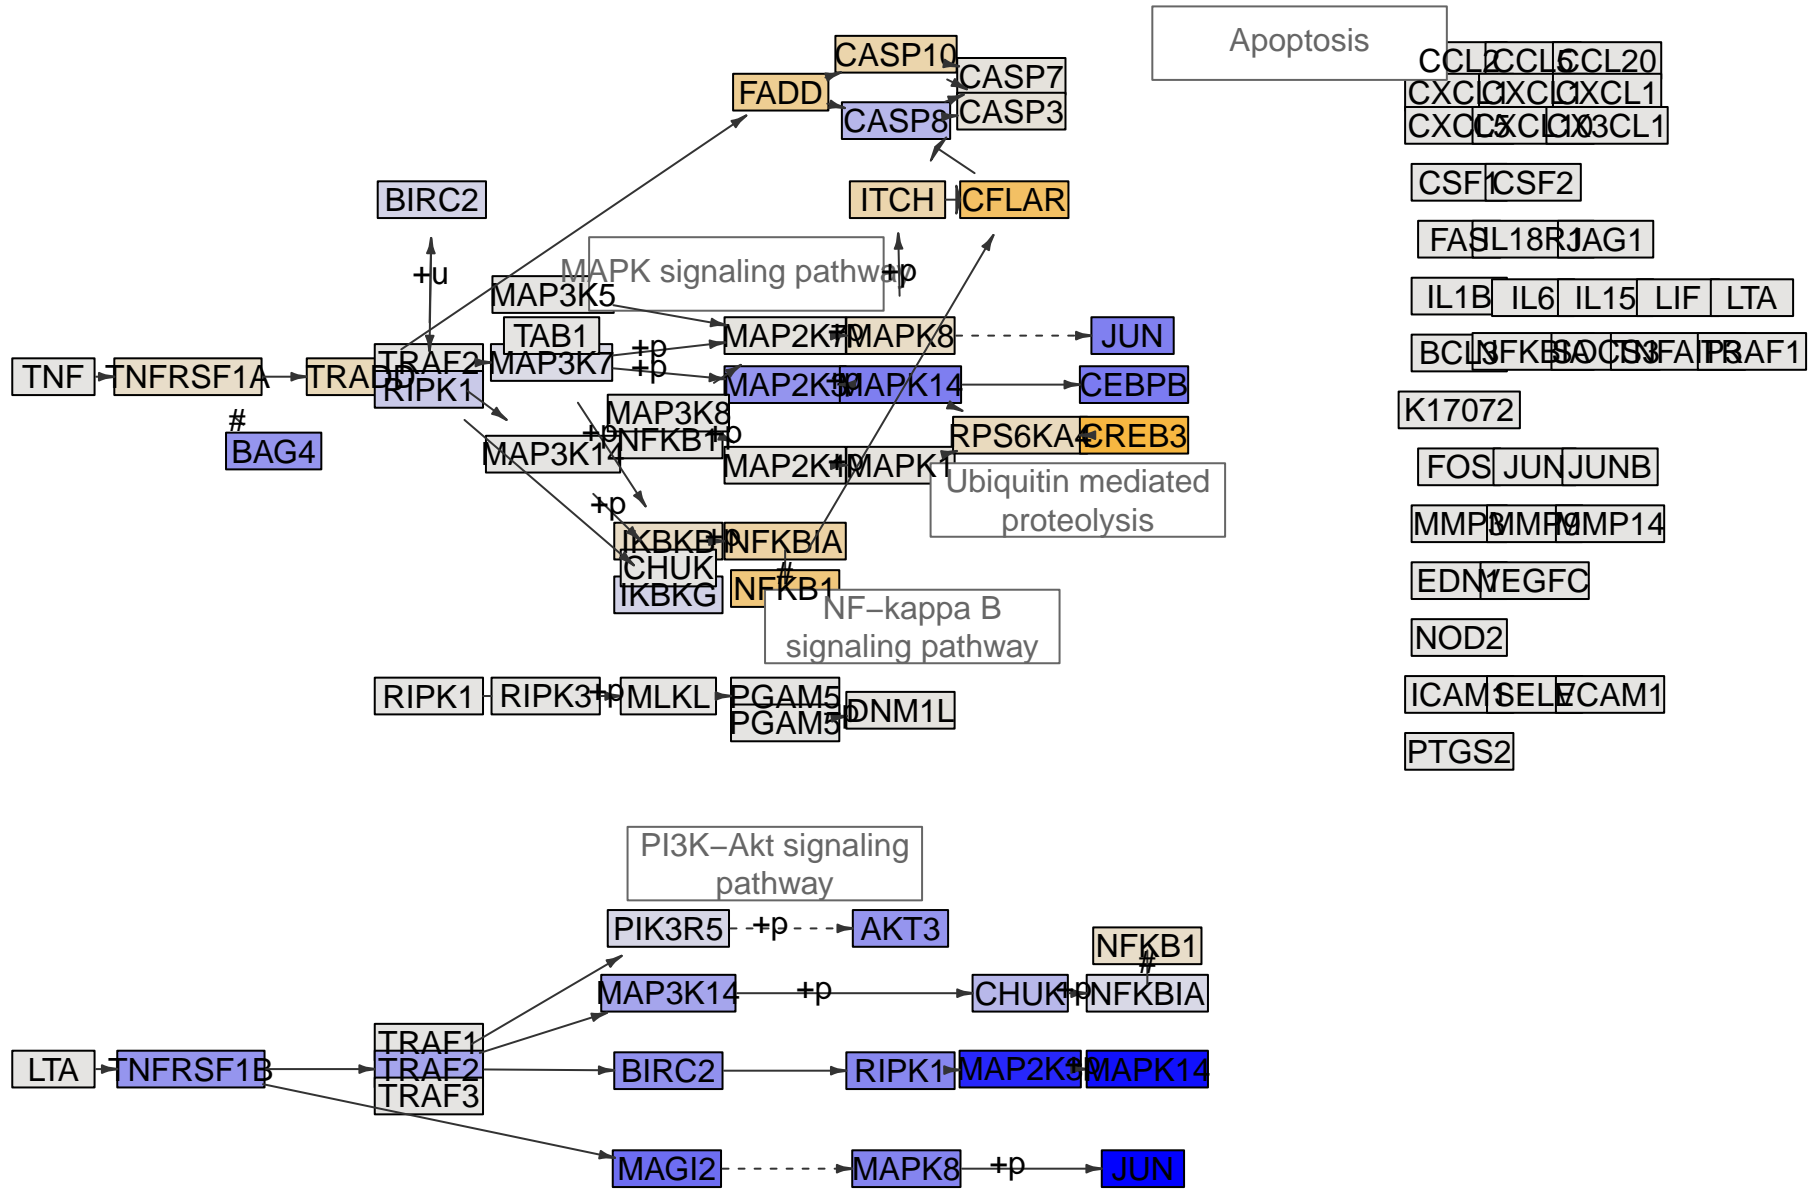 Apoptosis
CASP10
CASP7
FADD
CASP3
CASP8
CCL2
CCL5
CCL20
CXCL1
CXCL1
CXCL1
CXCL5
CXCL10
CX3CL1
BIRC2
ITCH
CFLAR
CSF1
CSF2
FAS
IL18R1
JAG1
MAPK signaling pathway
+u
+p
MAP3K5
TAB1
MAP2K7
+p
MAPK8
JUN
IL1B
IL6
IL15
LIF
LTA
TNF
TNFRSF1A
TRADD
TRAF2
RIPK1
MAP3K7
+p
+p
MAP2K3
+p
MAPK14
CEBPB
BCL3
NFKBIA
SOCS3
TNFAIP3
TRAF1
#
BAG4
MAP3K8
NFKB1
+p
+p
MAP3K14
RPS6KA4
CREB3
K17072
MAP2K1
+p
MAPK1
Ubiquitin mediated
proteolysis
FOS
JUN
JUNB
+p
IKBKB
+p
NFKBIA
CHUK
#
IKBKG
NFKB1
MMP3
MMP9
MMP14
EDN1
VEGFC
NF−kappa B
signaling pathway
NOD2
RIPK1
RIPK3
+p
MLKL
PGAM5
PGAM5
+p
DNM1L
ICAM1
SELE
VCAM1
PTGS2
PI3K−Akt signaling
pathway
PIK3R5
+p
AKT3
NFKB1
#
MAP3K14
+p
CHUK
+p
NFKBIA
LTA
TNFRSF1B
TRAF1
TRAF2
TRAF3
BIRC2
RIPK1
MAP2K3
+p
MAPK14
MAGI2
MAPK8
+p
JUN